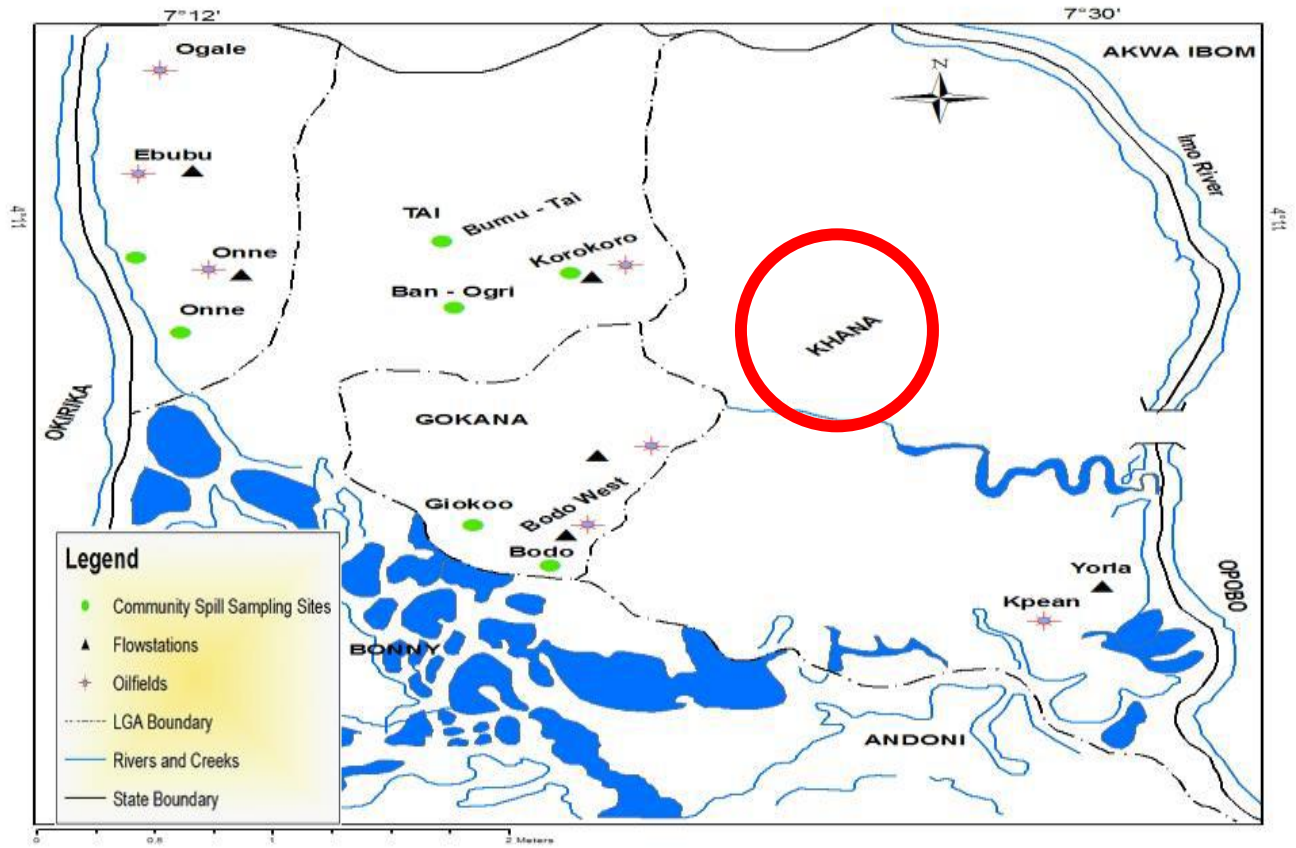 7°12'
7°30'
Ogale
AKWA IBOM
N
Ebubu
Imo River
4°11
4°11
TAI
Bumu - Tai
Onne
Korokoro
Ban - Ogri
Onne
KHANA
OKIRIKA
GOKANA
Giokoo
Bodo West
Bodo
Yorla
Kpean
OPOBO
BONNY
ANDONI
Legend
Community Spill Sampling Sites
Flowstations
Oilfields
LGA Boundary
Rivers and Creeks
State Boundary
0 0.5 1 2 Meters